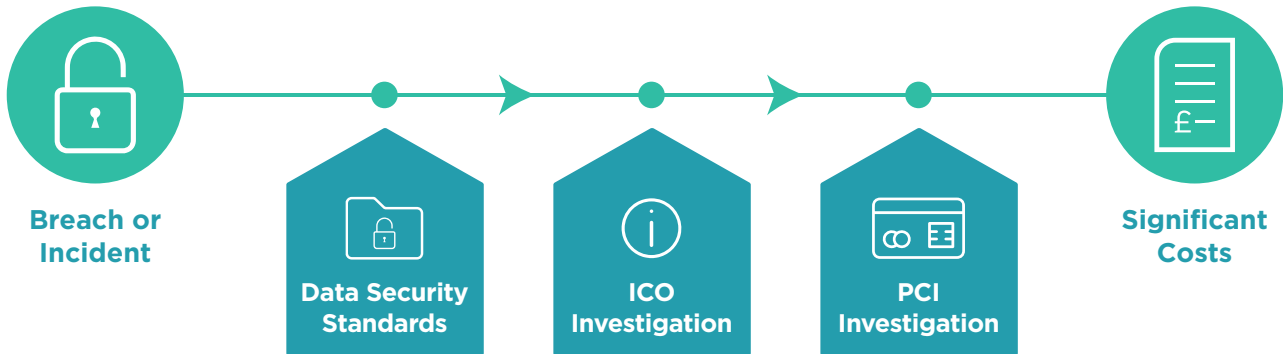 £
Breach or
Incident
Data Security
Standards
ICO
Investigation
PCI
Investigation
Significant
Costs